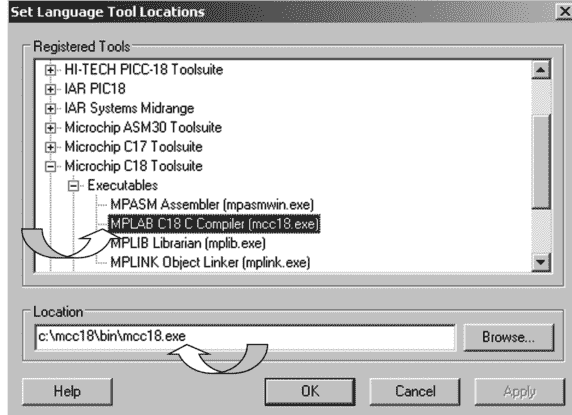 Set Language Tool Locations
Registered Tools
HI-TECH PICC-18 Toolsuite
IAR PIC18
IAR Systems Midrange
Microchip ASM30 Toolsuite
Microchip C17 Toolsuite
Microchip C18 Toolsuite
Executables
MPASM Assembler (mpasmwin.exe)
MPLAB C18 C Compiler (mcc18.exe)
MPLIB Librarian (mplib.exe)
MPLINK Object Linker (mplink.exe)
Location
c:\mcc18\bin\mcc18.exe
Browse...
Help
OK
Cancel
Apply